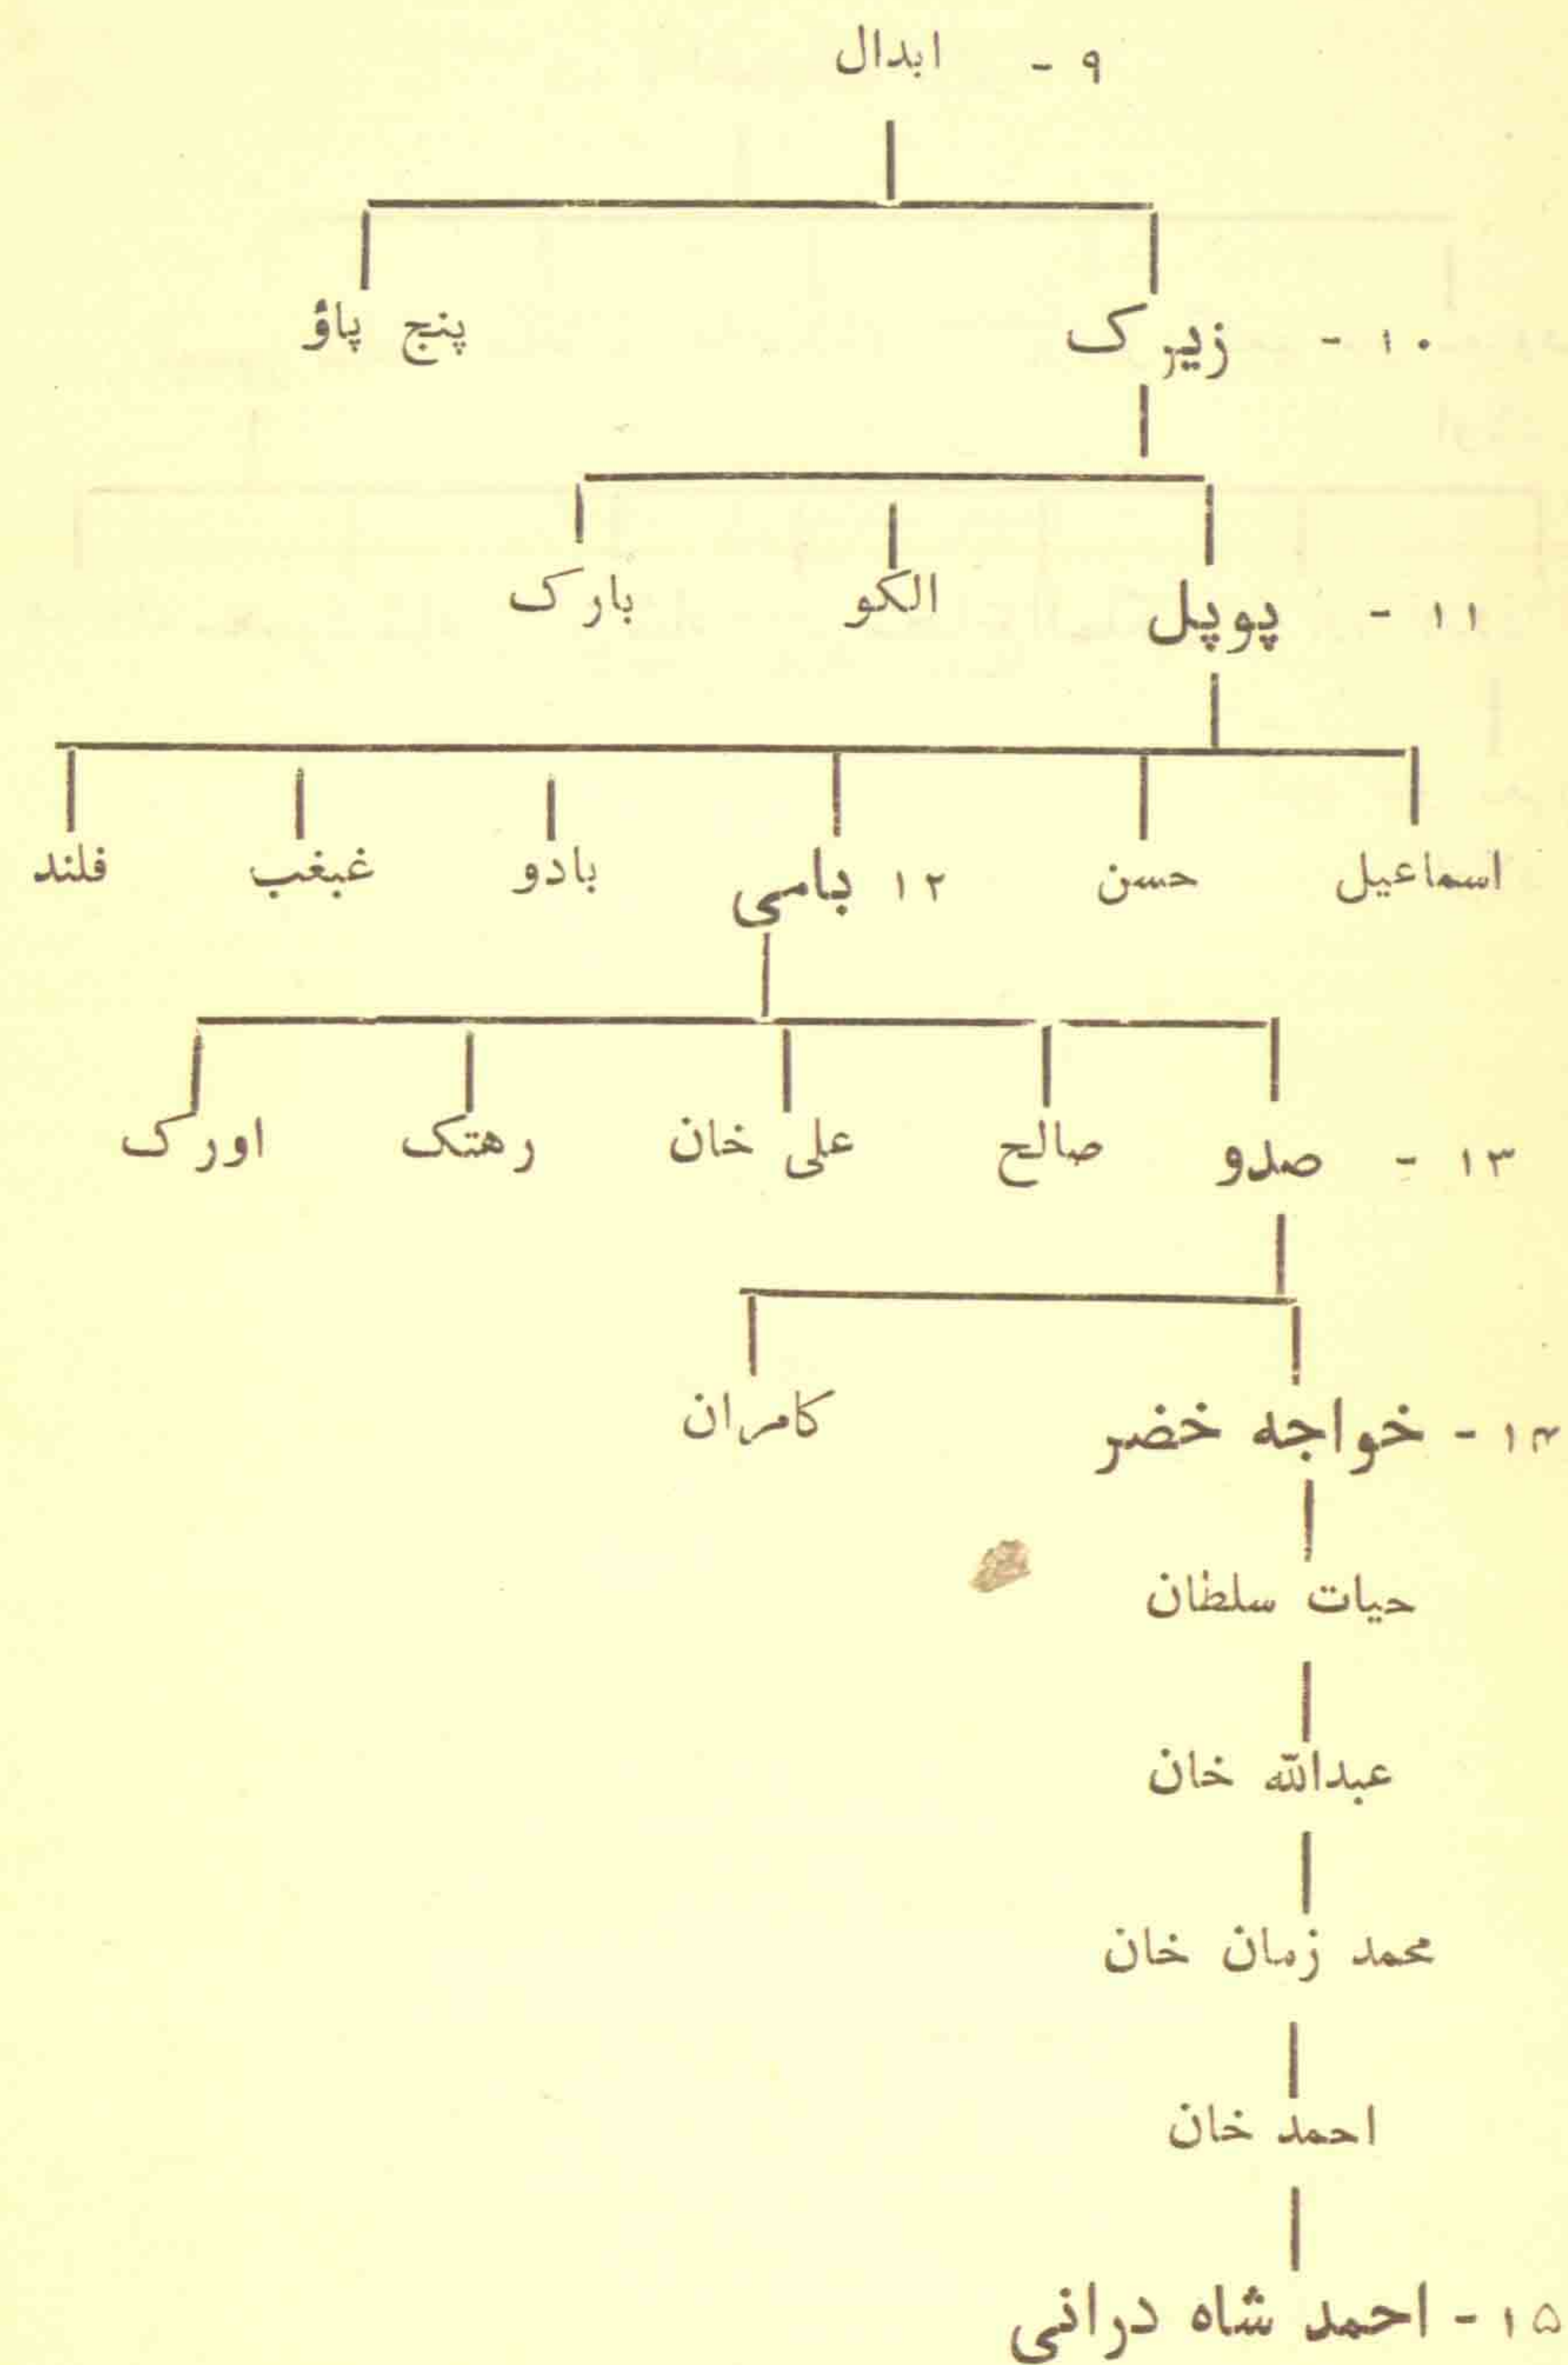 ۹ - ابدال
۱۰ - زیرک پنج پاؤ
۱۱ - پوپل الکو بارک
اسماعیل حسن ۱۲ بامی بادو غبغب فلند
۱۳ - صدو صالح علی خان رهتک اورک
۱۴ - خواجه خضر کامران
حیات سلطان
عبداللّٰه خان
محمد زمان خان
احمد خان
۱۵ - احمد شاه درانی